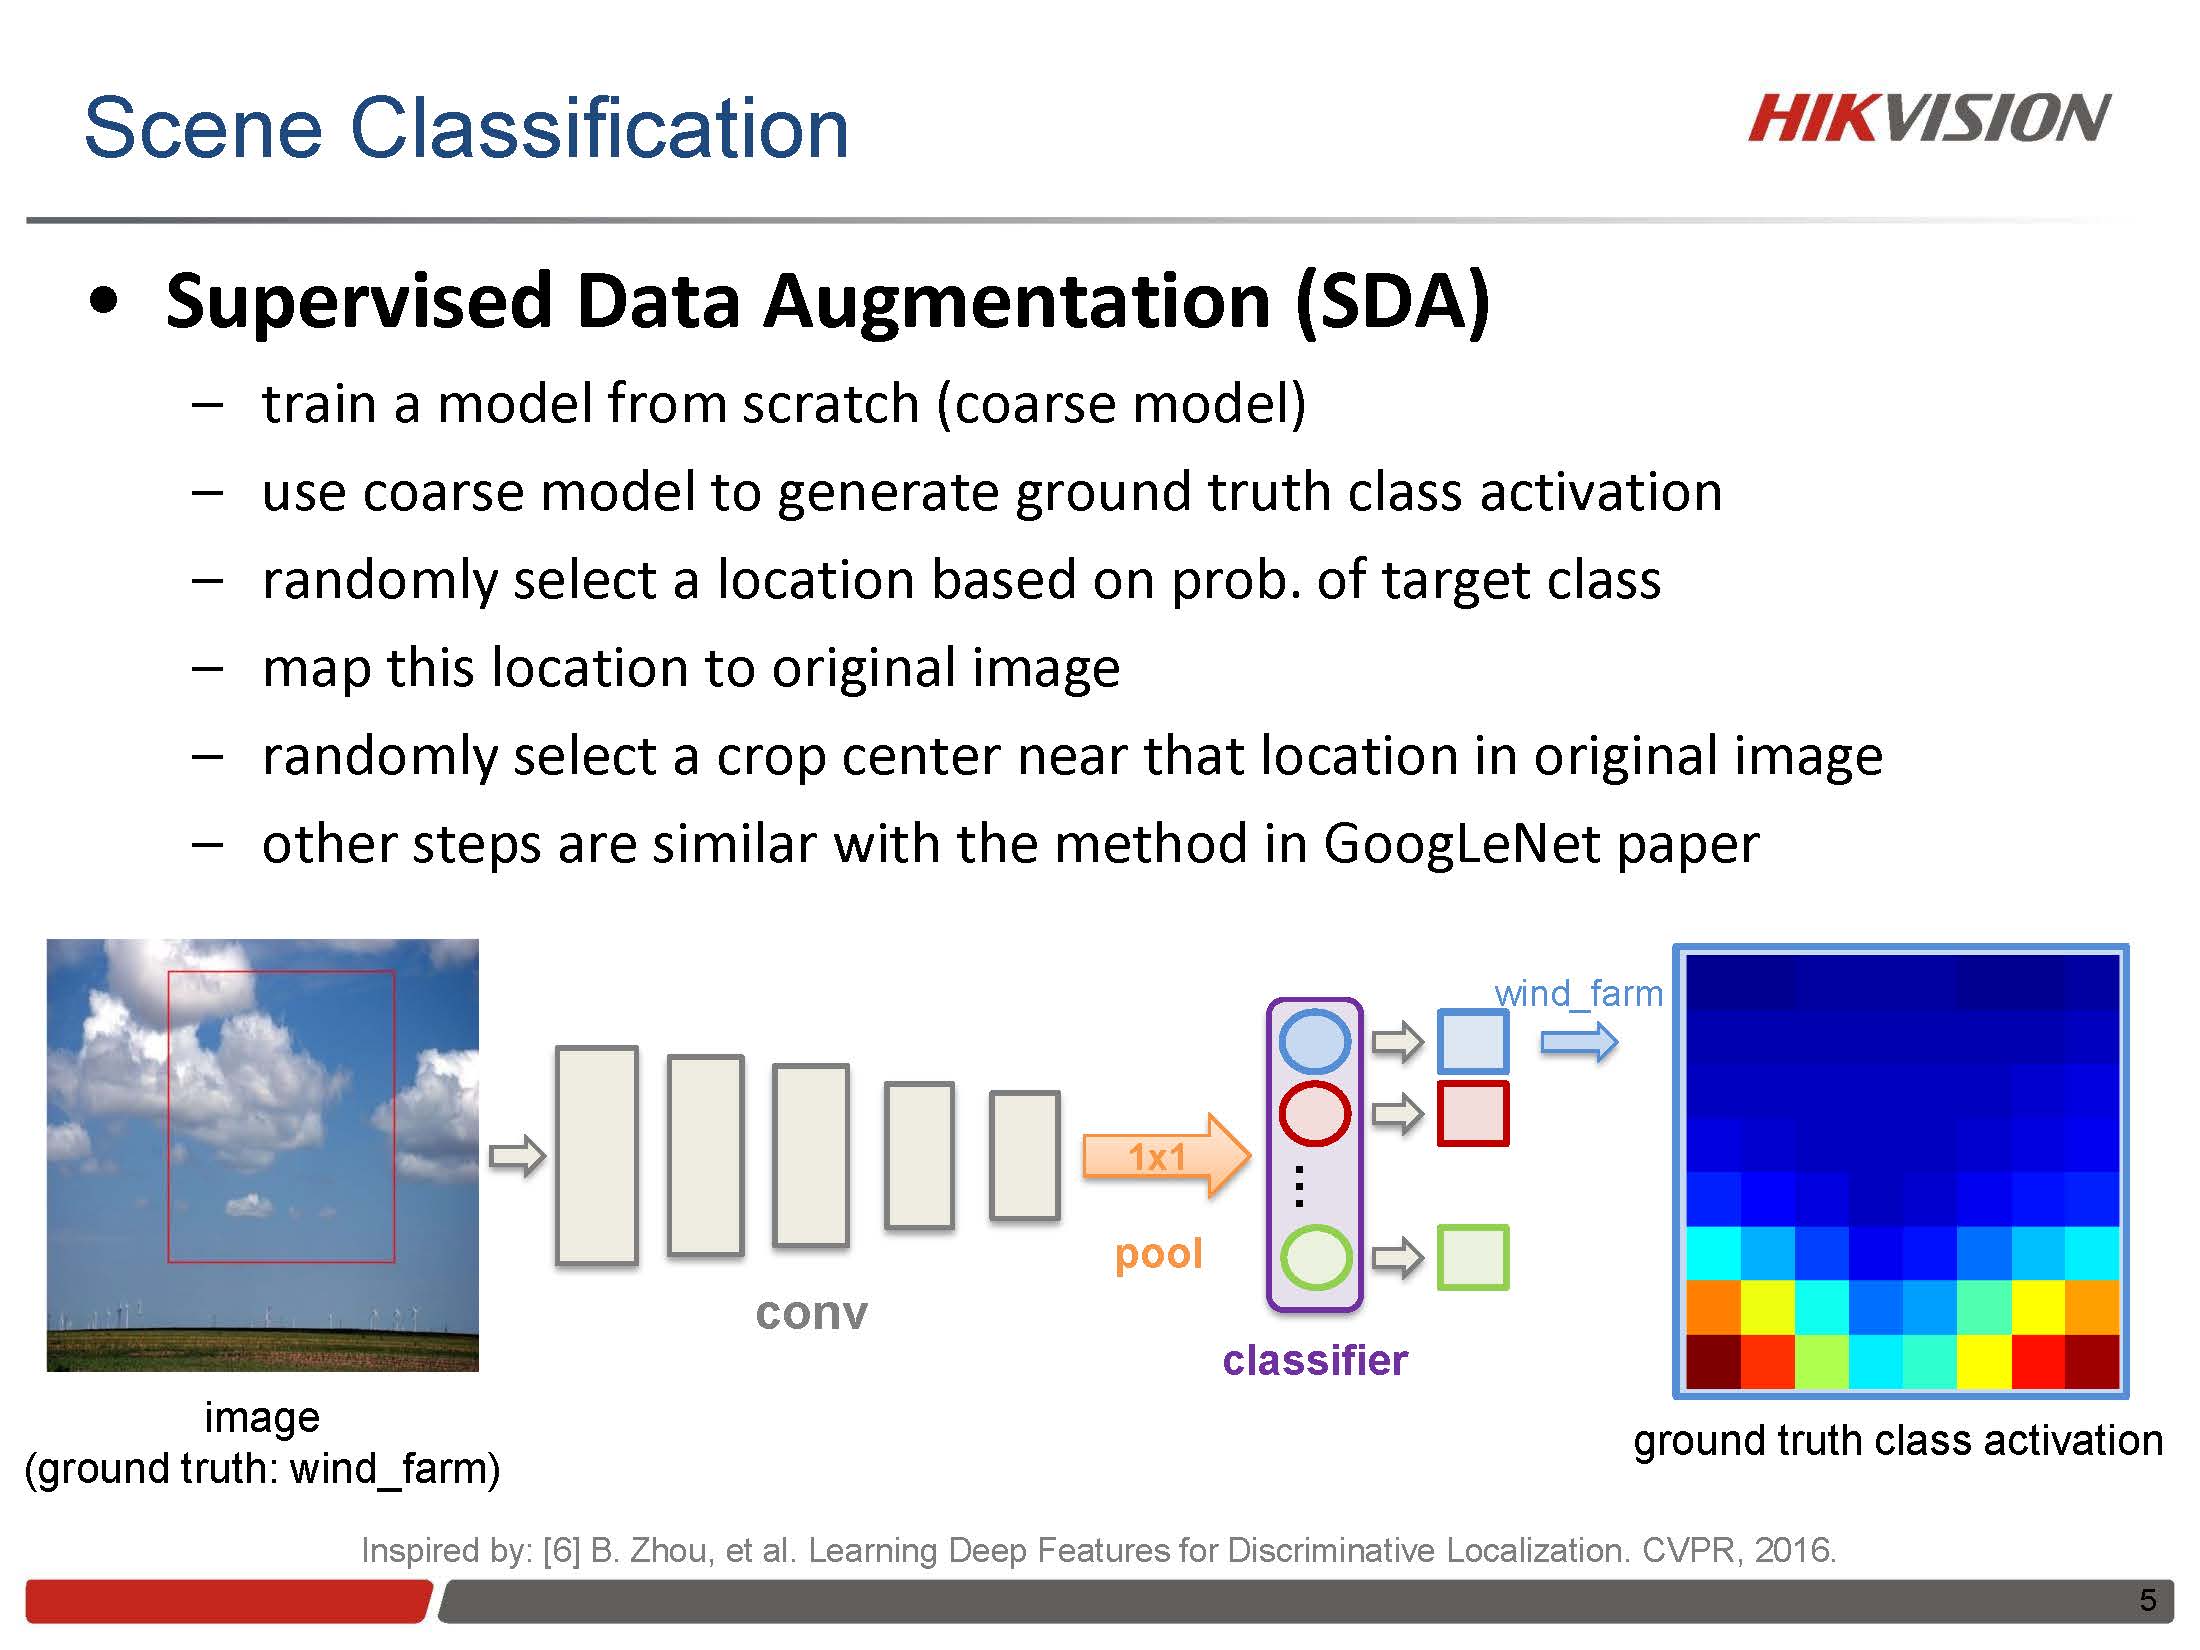 Scene Classification
HIKVISION
• Supervised Data Augmentation (SDA)
– train a model from scratch (coarse model)
– use coarse model to generate ground truth class activation
– randomly select a location based on prob. of target class
– map this location to original image
– randomly select a crop center near that location in original image
– other steps are similar with the method in GoogLeNet paper
wind_farm
1x1
pool
conv
classifier
image
(ground truth: wind_farm)
ground truth class activation
Inspired by: [6] B. Zhou, et al. Learning Deep Features for Discriminative Localization. CVPR, 2016.
5